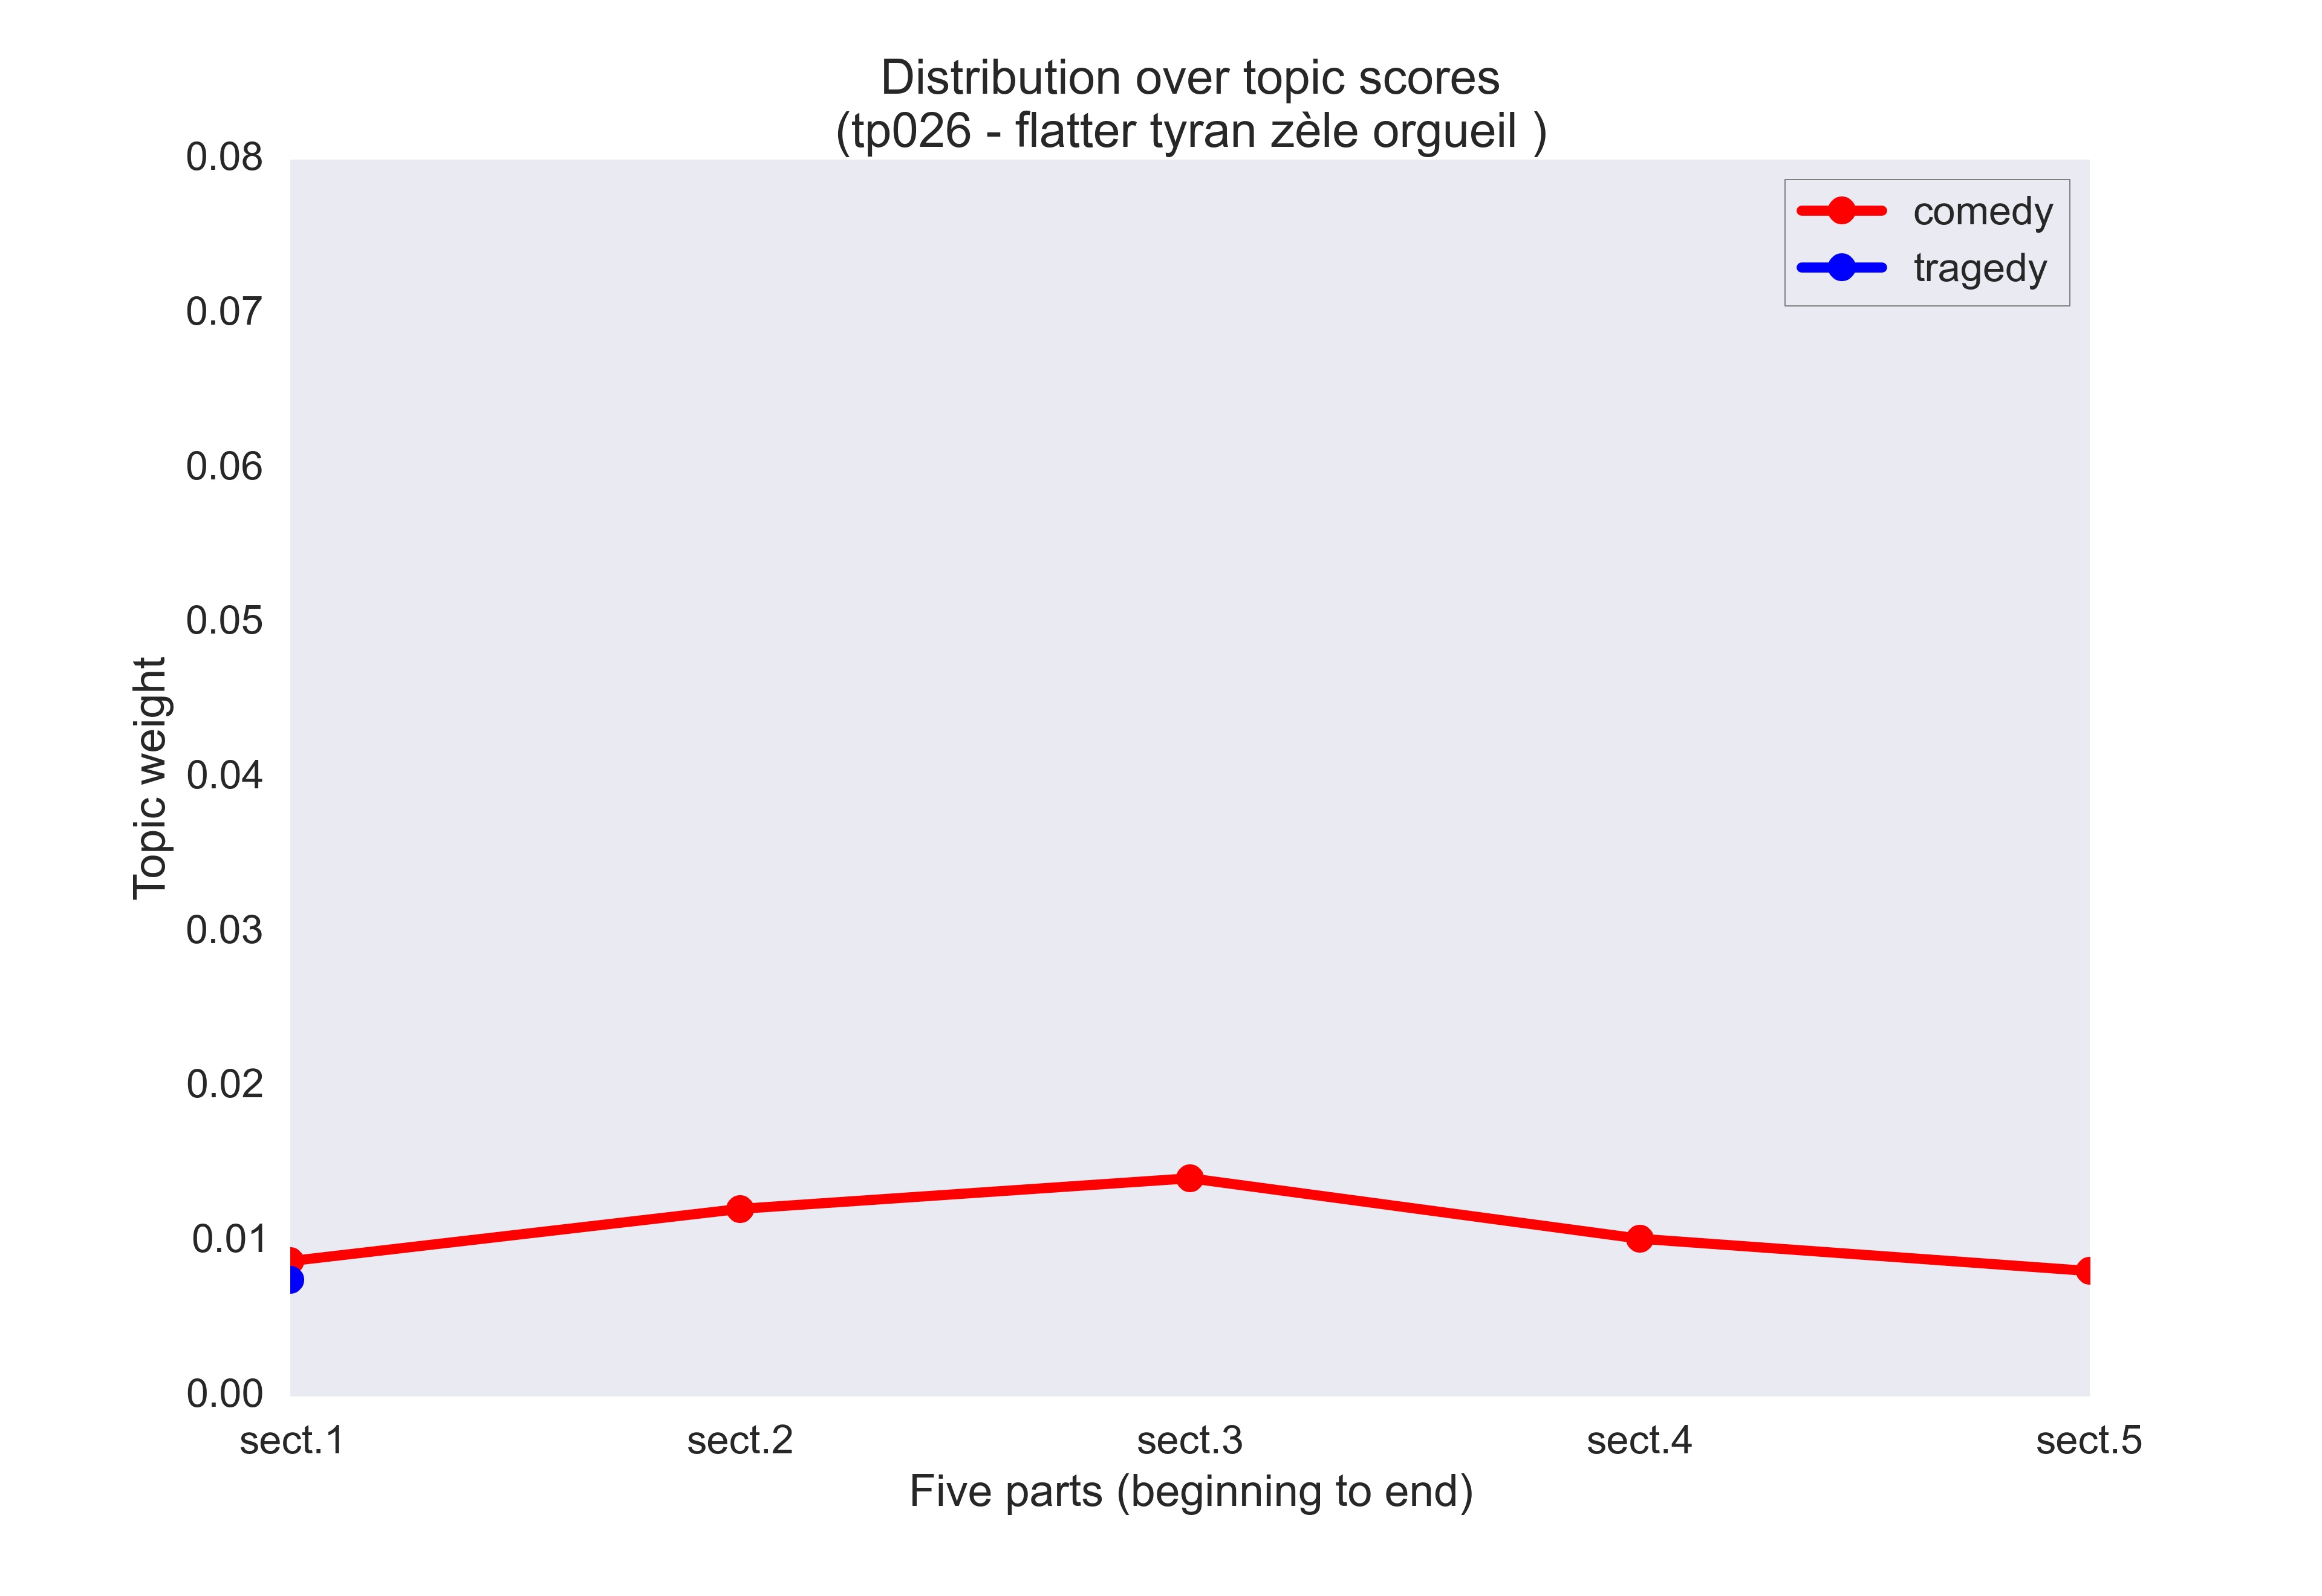 Distribution over topic scores
(tp026 - flatter tyran zèle orgueil )
comedy
tragedy
Topic weight
0.08
0.07
0.06
0.05
0.04
0.03
0.02
0.01
0.00
sect.1
sect.2
sect.3
sect.4
sect.5
Five parts (beginning to end)